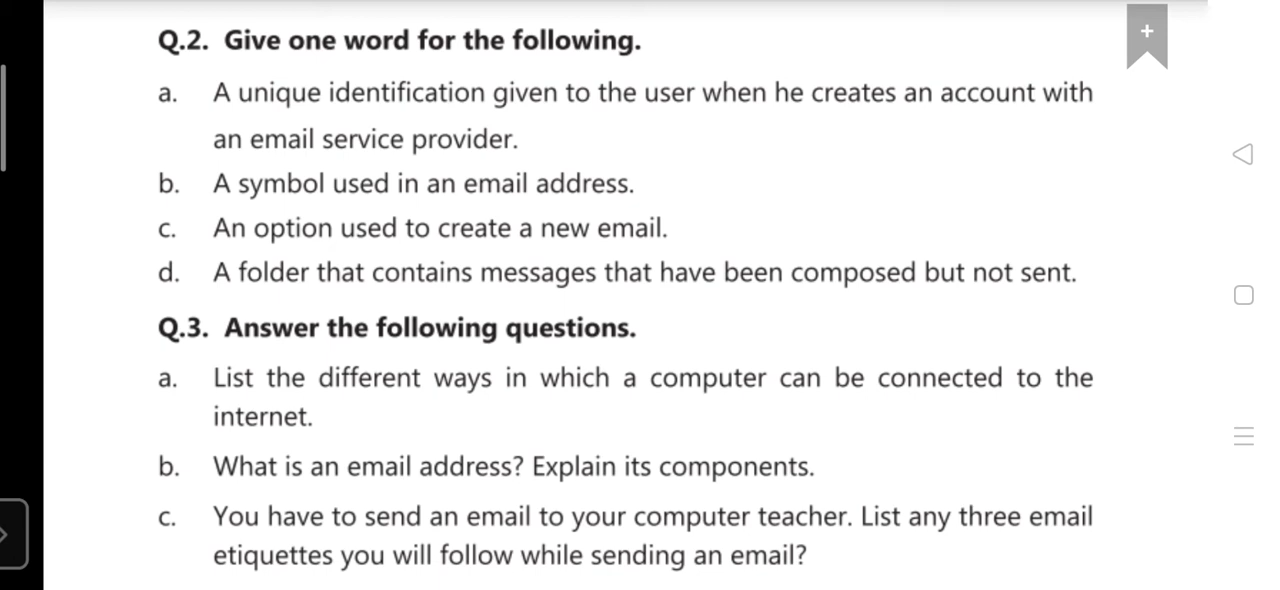 Q.2. Give one word for the following.
a. A unique identification given to the user when he creates an account with
an email service provider.
b. A symbol used in an email address.
c. An option used to create a new email.
d. A folder that contains messages that have been composed but not sent.
Q.3. Answer the following questions.
a. List the different ways in which a computer can be connected to the
internet.
b. What is an email address? Explain its components.
c. You have to send an email to your computer teacher. List any three email
etiquettes you will follow while sending an email?